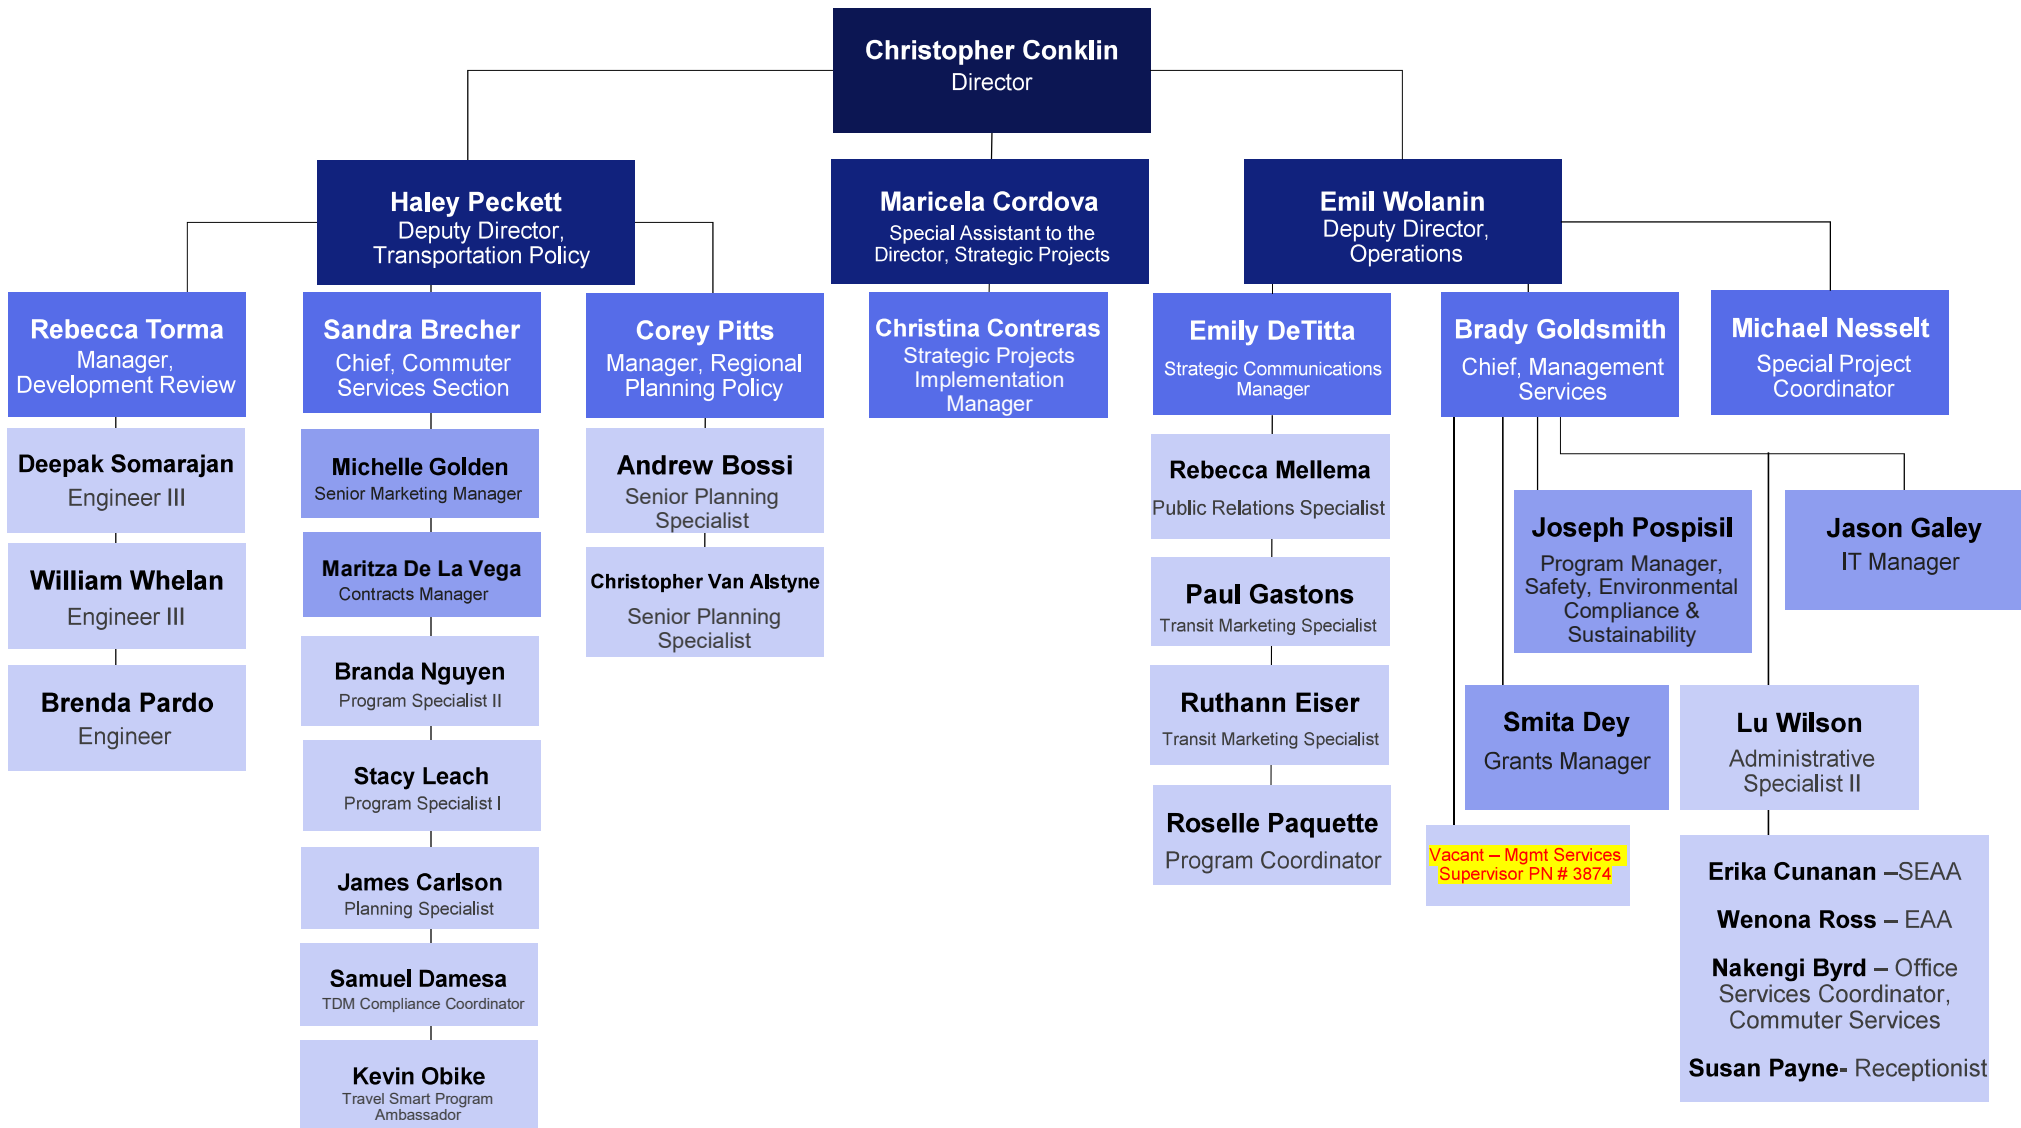 Christopher Conklin
Director
Haley Peckett
Deputy Director,
Transportation Policy
Maricela Cordova
Special Assistant to the
Director, Strategic Projects
Emil Wolanin
Deputy Director,
Operations
Rebecca Torma
Manager,
Development Review
Sandra Brecher
Chief, Commuter
Services Section
Corey Pitts
Manager, Regional
Planning Policy
Christina Contreras
Strategic Projects
Implementation
Manager
Emily DeTitta
Strategic Communications
Manager
Brady Goldsmith
Chief, Management
Services
Michael Nesselt
Special Project
Coordinator
Deepak Somarajan
Engineer III
William Whelan
Engineer III
Brenda Pardo
Engineer
Michelle Golden
Senior Marketing Manager
Maritza De La Vega
Contracts Manager
Branda Nguyen
Program Specialist II
Stacy Leach
Program Specialist I
James Carlson
Planning Specialist
Samuel Damesa
TDM Compliance Coordinator
Kevin Obike
Travel Smart Program
Ambassador
Andrew Bossi
Senior Planning
Specialist
Christopher Van Alstyne
Senior Planning
Specialist
Rebecca Mellema
Public Relations Specialist
Paul Gastons
Transit Marketing Specialist
Ruthann Eiser
Transit Marketing Specialist
Roselle Paquette
Program Coordinator
Joseph Pospisil
Program Manager,
Safety, Environmental
Compliance &
Sustainability
Jason Galey
IT Manager
Smita Dey
Grants Manager
Lu Wilson
Administrative
Specialist II
Vacant – Mgmt Services
Supervisor PN # 3874
Erika Cunanan –SEAA
Wenona Ross – EAA
Nakengi Byrd – Office
Services Coordinator,
Commuter Services
Susan Payne- Receptionist